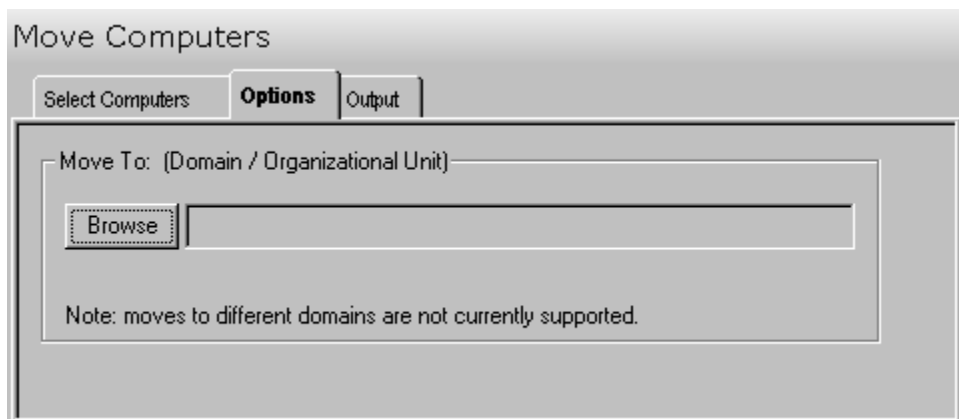 Move Computers
Select Computers Options Output
Move To: (Domain / Organizational Unit)
Browse
Note: moves to different domains are not currently supported.